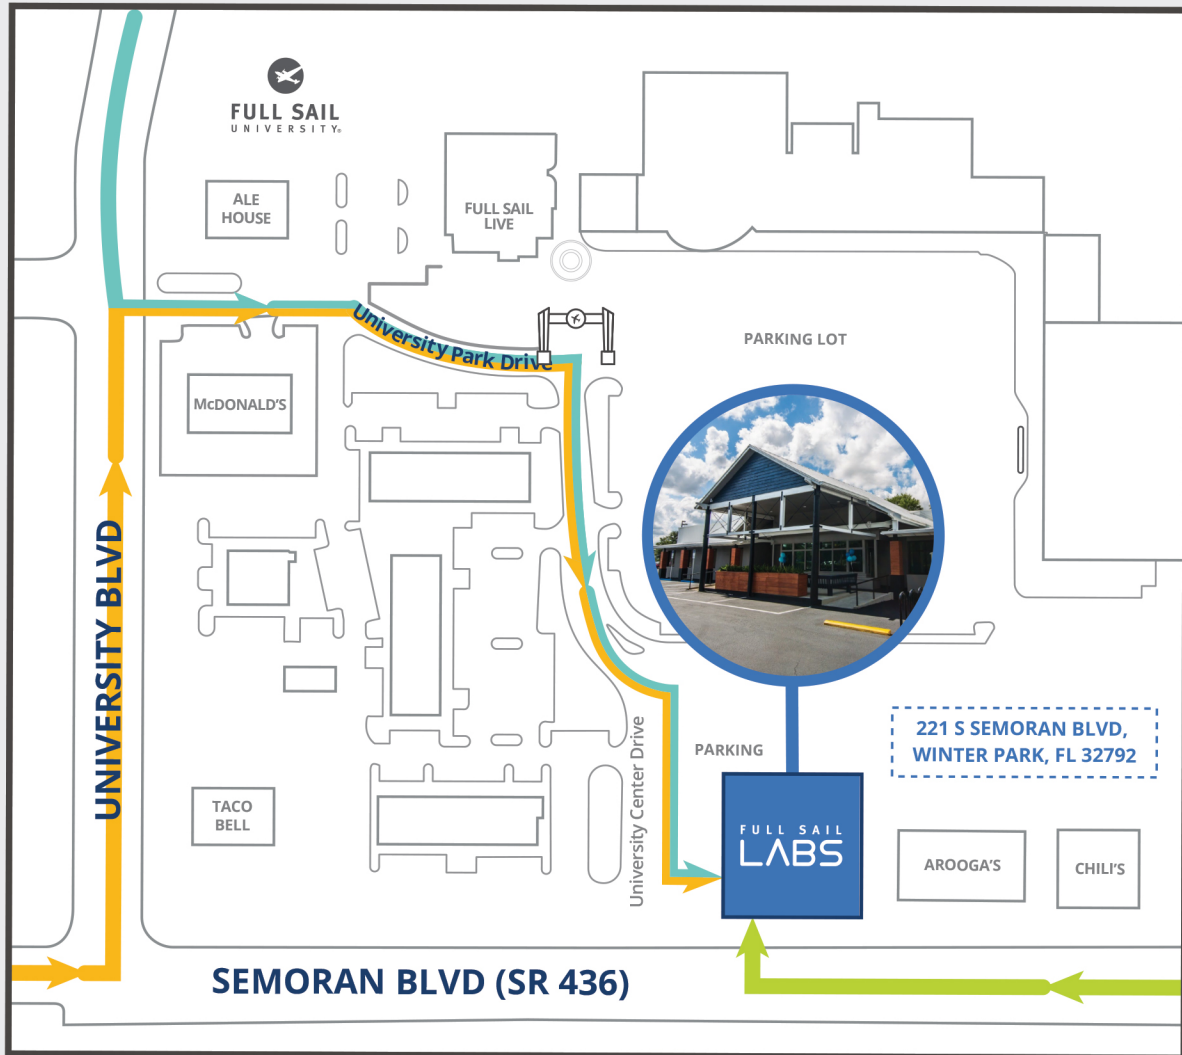 FULL SAIL
UNIVERSITY®
ALE
HOUSE
FULL SAIL
LIVE
University Park Drive
PARKING LOT
McDONALD'S
UNIVERSITY BLVD
221 S SEMORAN BLVD,
WINTER PARK, FL 32792
PARKING
University Center Drive
TACO
BELL
FULL SAIL
LABS
AROOGA'S
CHILI'S
SEMORAN BLVD (SR 436)